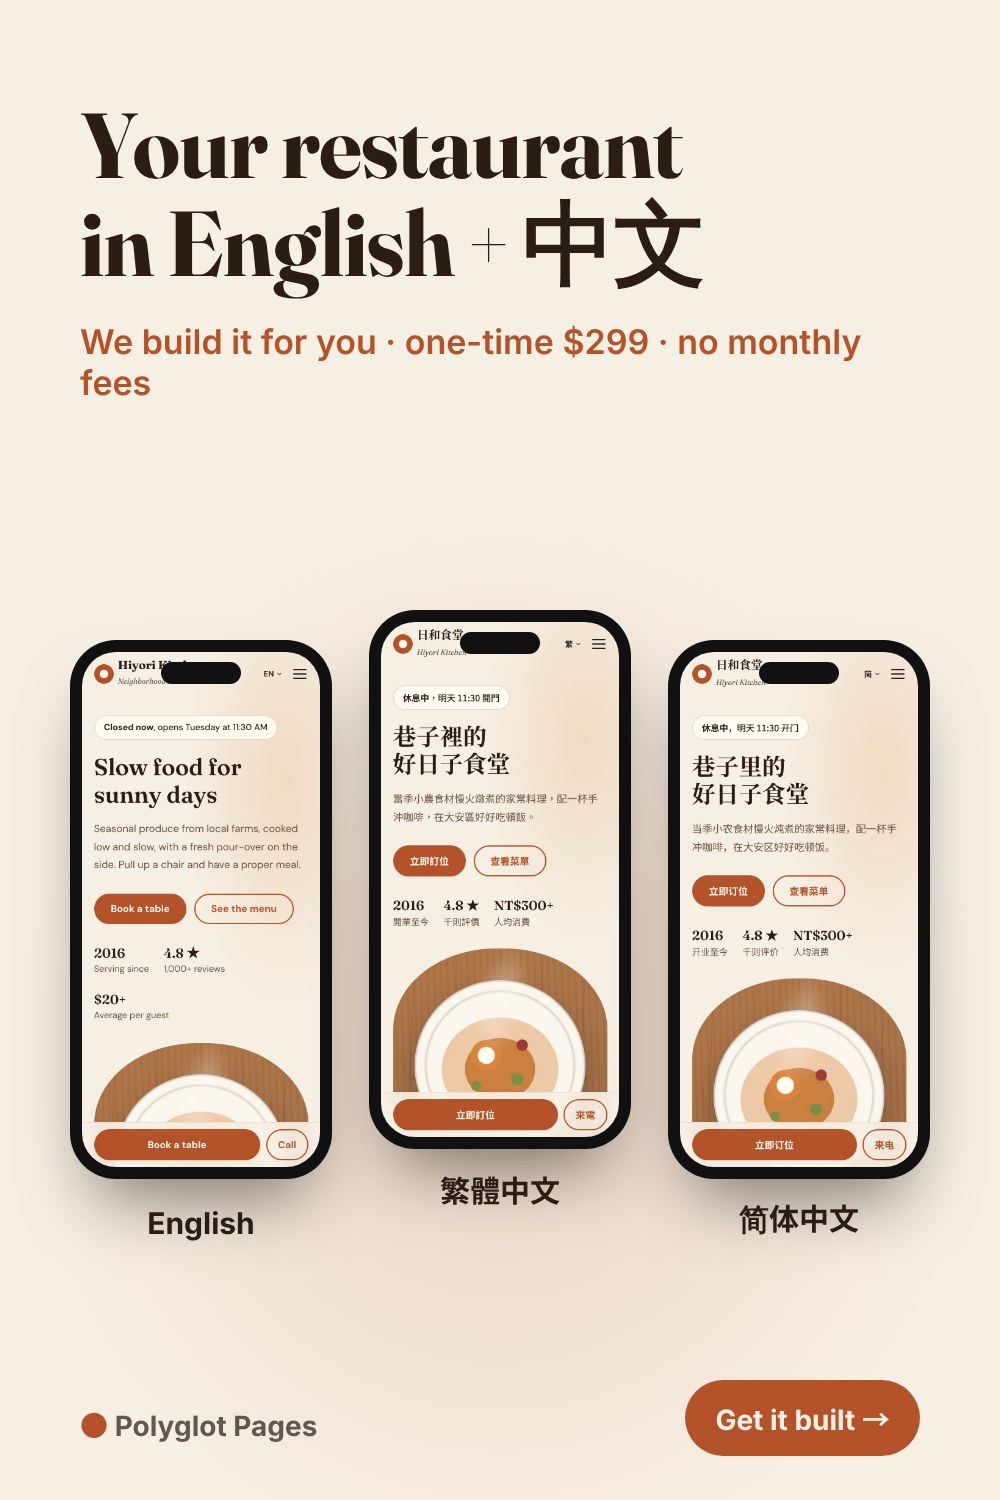 Your restaurant
in English + 中文
We build it for you · one-time $299 · no monthly
fees
Hiyori
Neighborhood
EN
Closed now, opens Tuesday at 11:30 AM
Slow food for
sunny days
Seasonal produce from local farms, cooked
low and slow, with a fresh pour-over on the
side. Pull up a chair and have a proper meal.
Book a table
See the menu
2016
Serving since
4.8 ★
1,000+ reviews
$20+
Average per guest
Book a table
Call
English
日和食堂
Hiyori Kitchen
繁
休息中，明天 11:30 開門
巷子裡的
好日子食堂
當季小農食材慢火燉煮的家常料理，配一杯手
沖咖啡，在大安區好好吃頓飯。
立即訂位
查看菜單
2016
開業至今
4.8 ★
千則評價
NT$300+
人均消費
立即訂位
來電
繁體中文
日和食堂
Hiyori Kitchen
简
休息中，明天 11:30 开门
巷子里的
好日子食堂
当季小农食材慢火炖煮的家常料理，配一杯手
冲咖啡，在大安区好好吃顿饭。
立即订位
查看菜单
2016
开业至今
4.8 ★
千则评价
NT$300+
人均消费
立即订位
来电
简体中文
Polyglot Pages
Get it built →